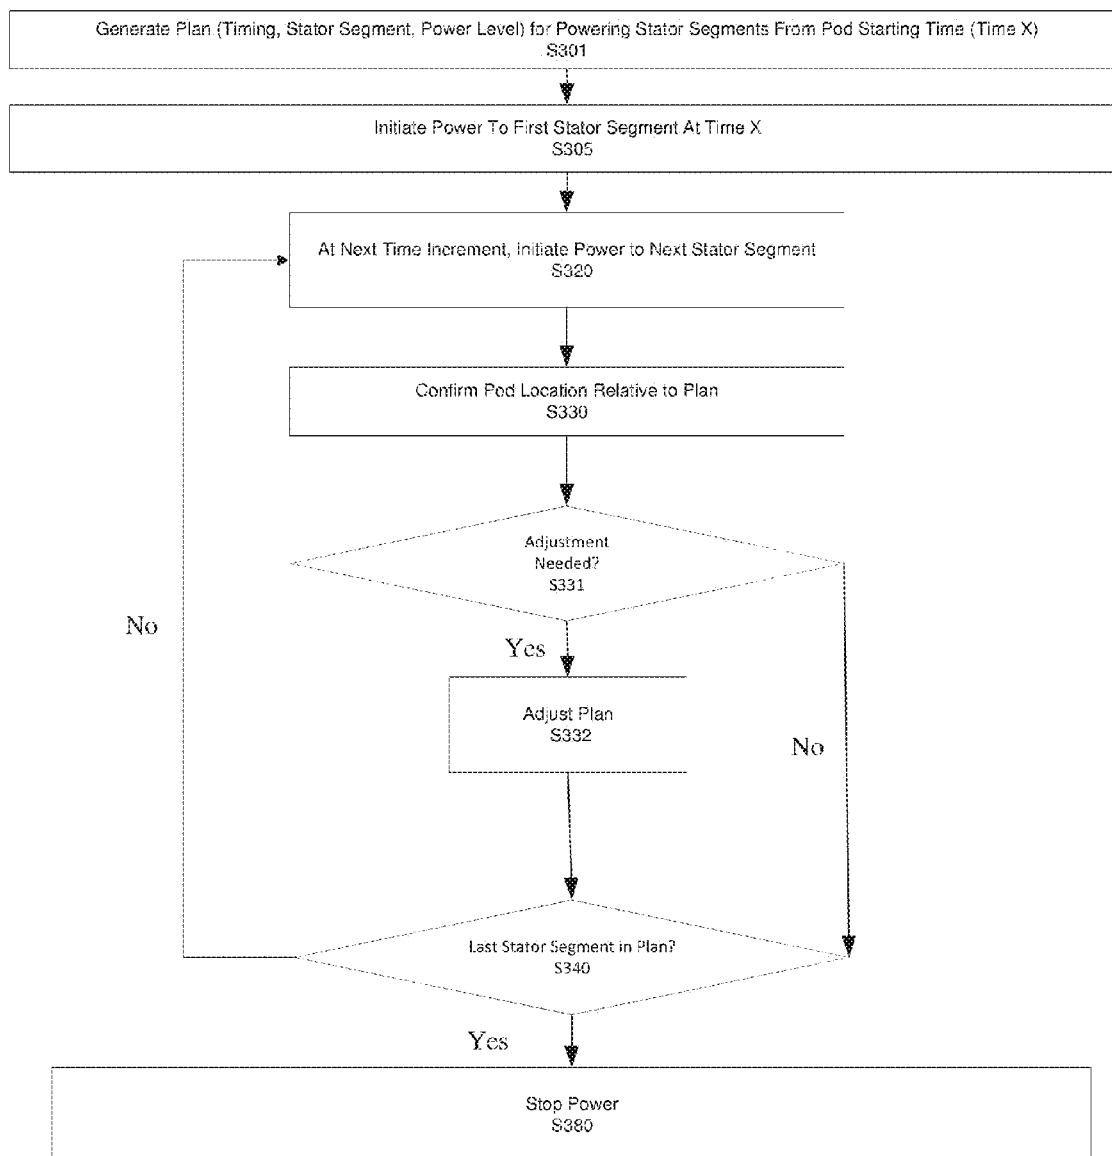 Generate Plan (Timing, Stator Segment, Power Level) for Powering Stator Segments From Pod Starting Time (Time X)
S301
Initiate Power To First Stator Segment At Time X
S305
At Next Time Increment, Initiate Power to Next Stator Segment
S320
Confirm Pod Location Relative to Plan
S330
Adjustment
Needed?
S331
No
Yes
Adjust Plan
S332
No
Last Stator Segment in Plan?
S340
Yes
Stop Power
S380